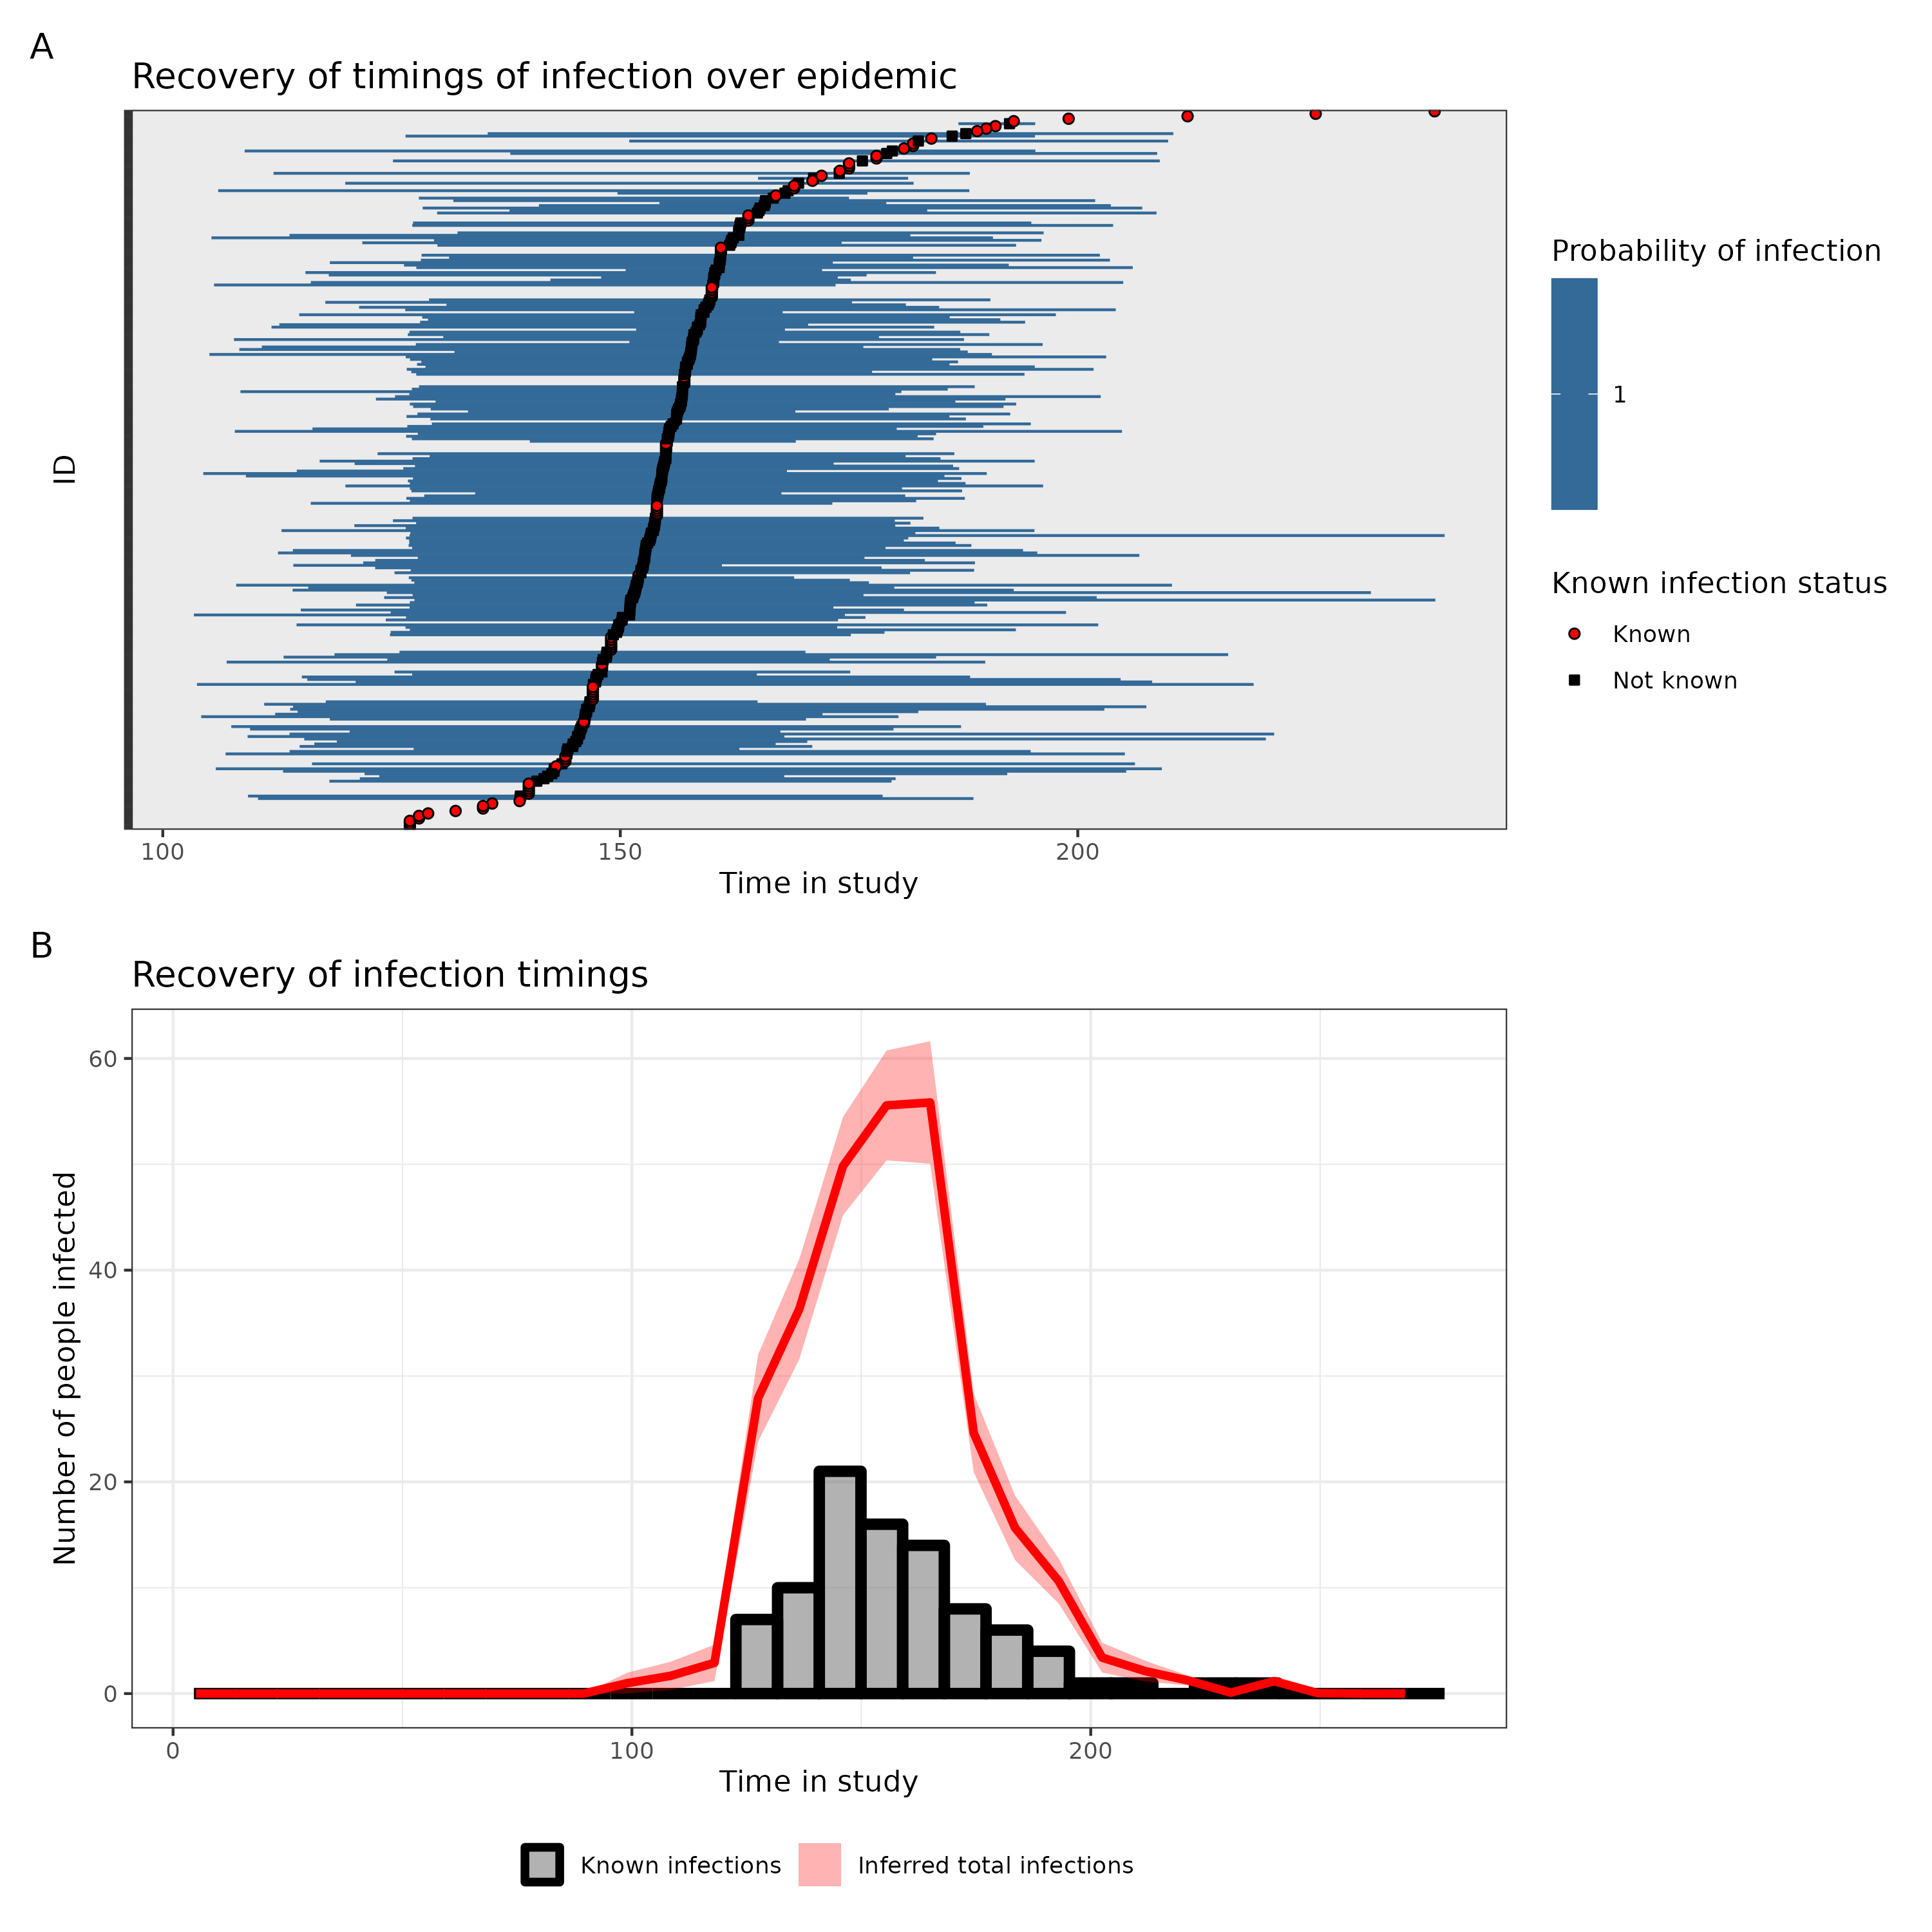 A
Recovery of timings of infection over epidemic
ID
100 150 200
Time in study
Probability of infection
1
Known infection status
Known
Not known
B
Recovery of infection timings
Number of people infected
60
40
20
0
0 100 200
Time in study
Known infections Inferred total infections